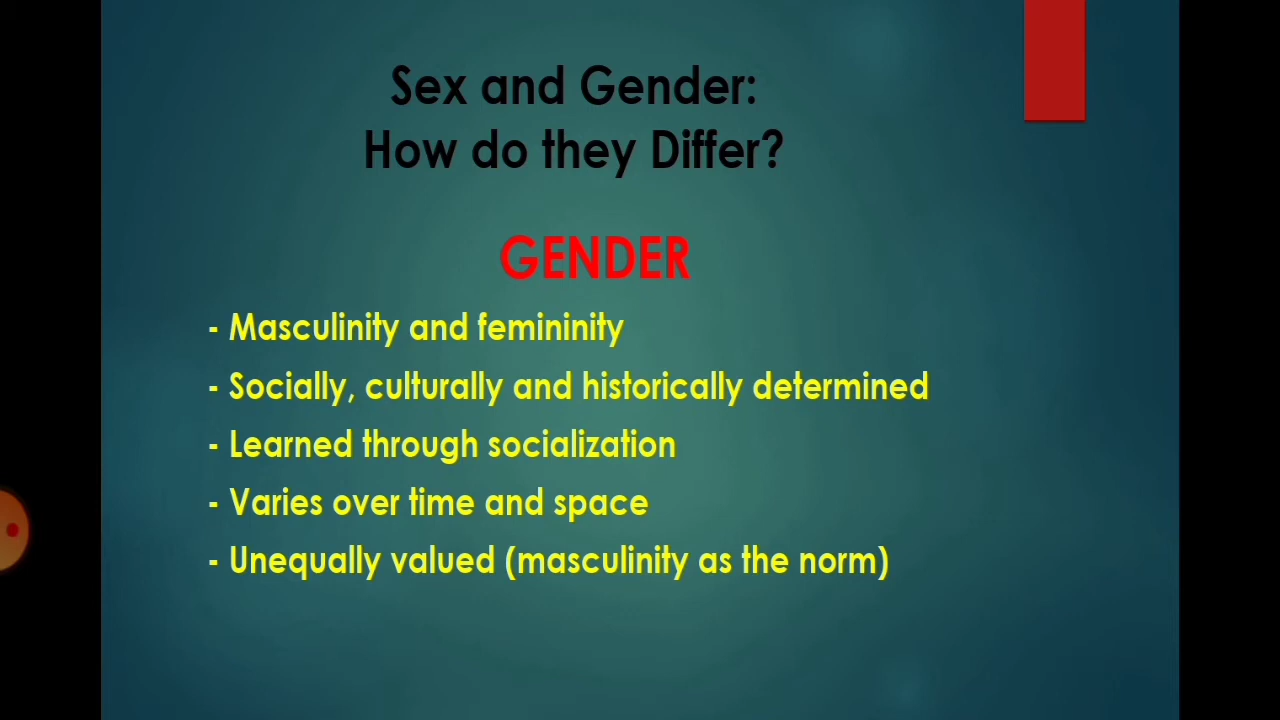 Sex and Gender:
How do they Differ?
GENDER
- Masculinity and femininity
- Socially, culturally and historically determined
- Learned through socialization
- Varies over time and space
- Unequally valued (masculinity as the norm)